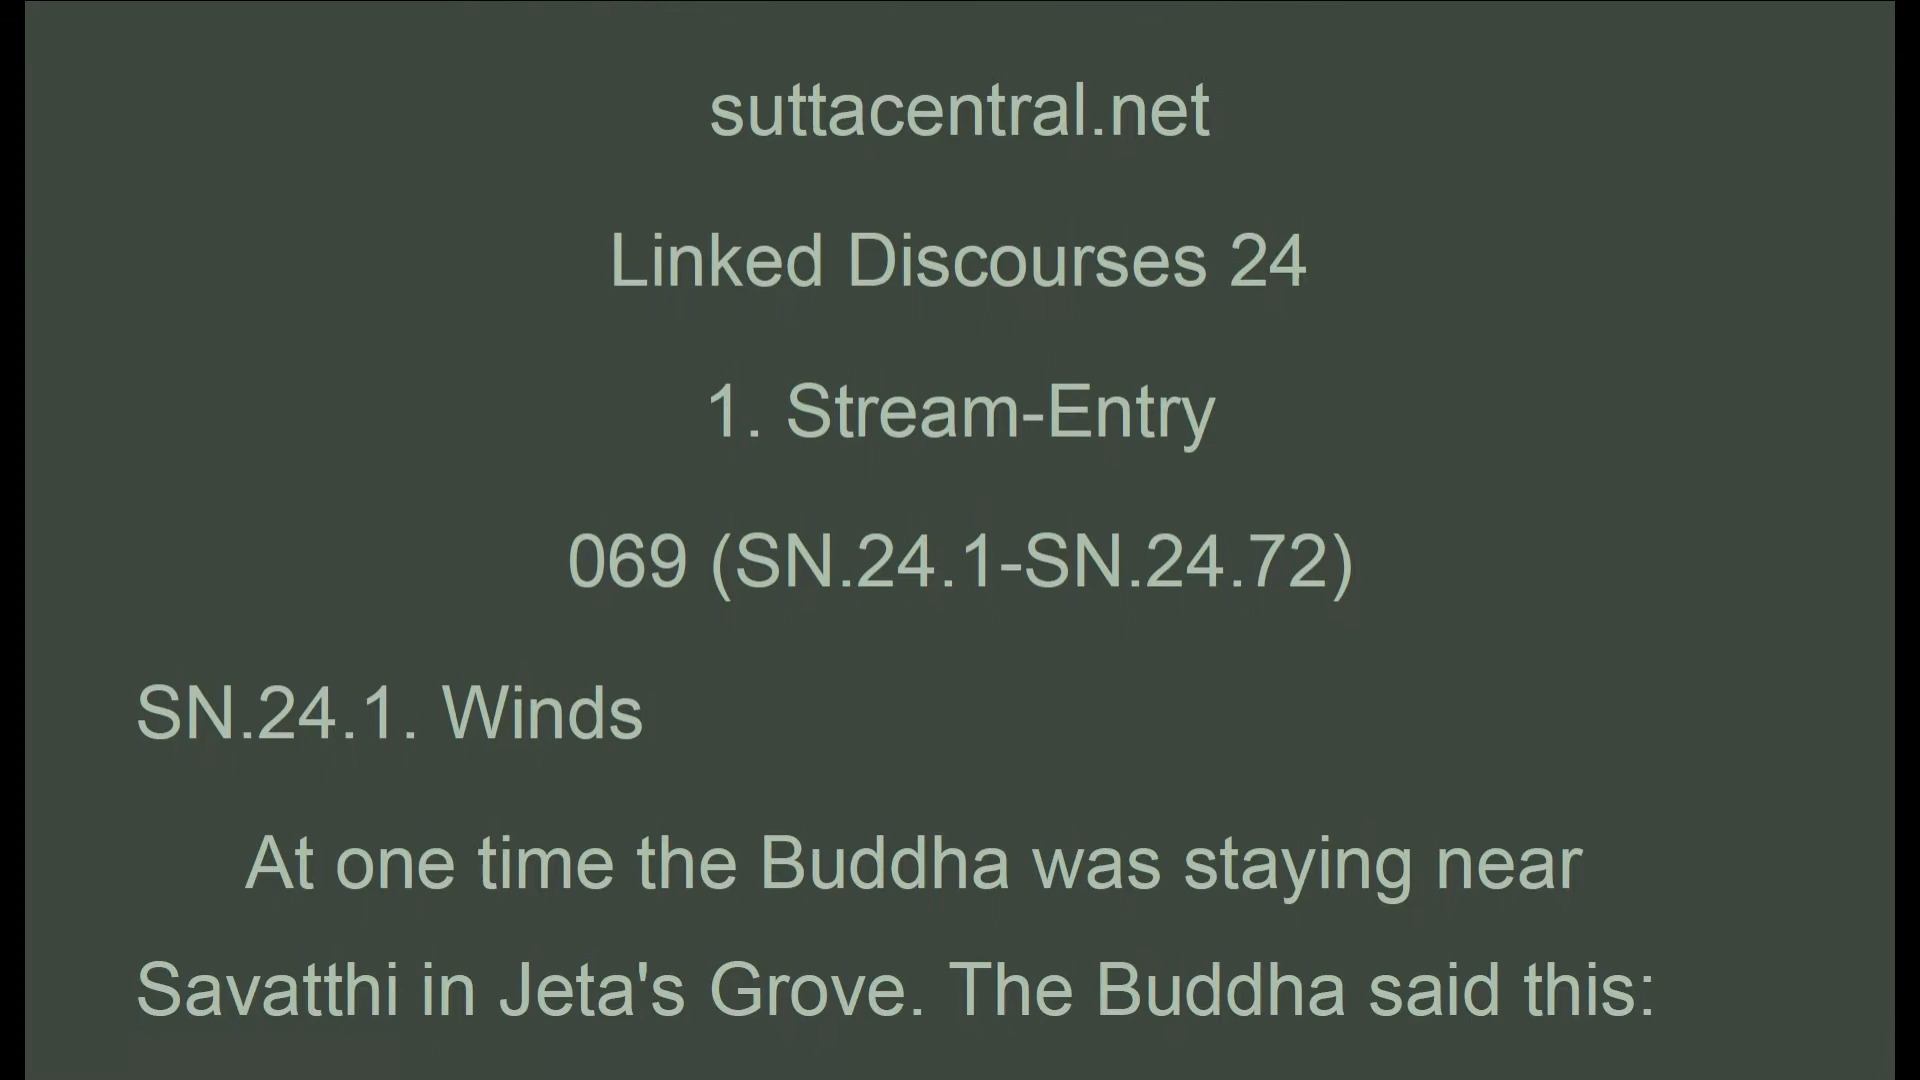 suttacentral.net
Linked Discourses 24
1. Stream-Entry
069 (SN.24.1-SN.24.72)
SN.24.1. Winds
At one time the Buddha was staying near
Savatthi in Jeta's Grove. The Buddha said this: